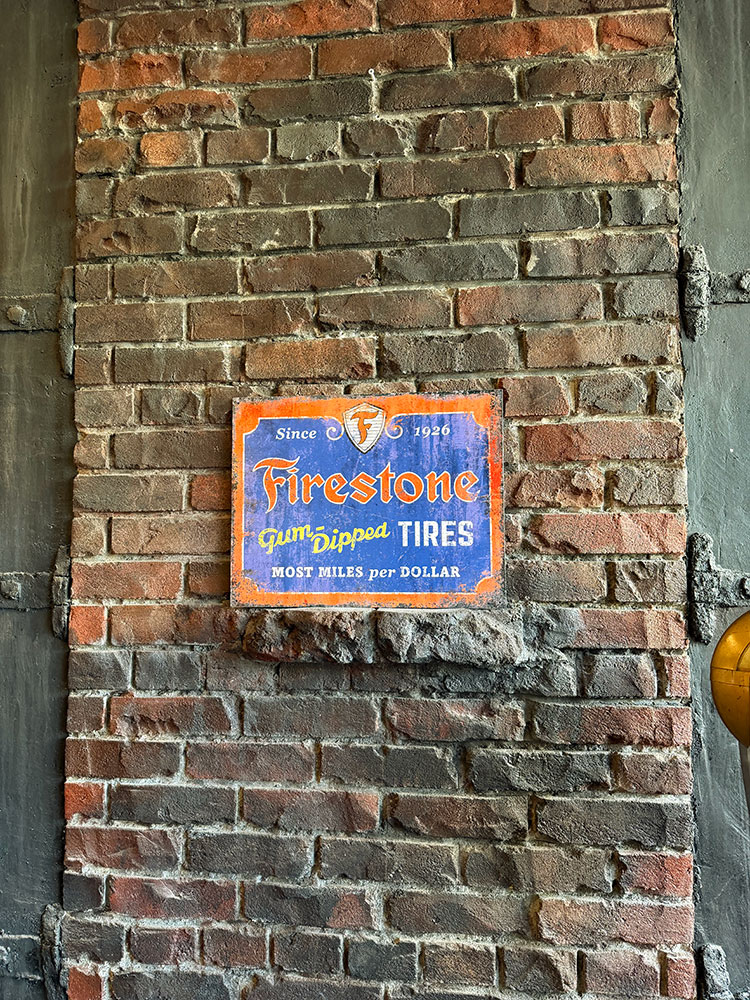 Since F 1926
Firestone
Gum-Dipped TIRES
MOST MILES per DOLLAR